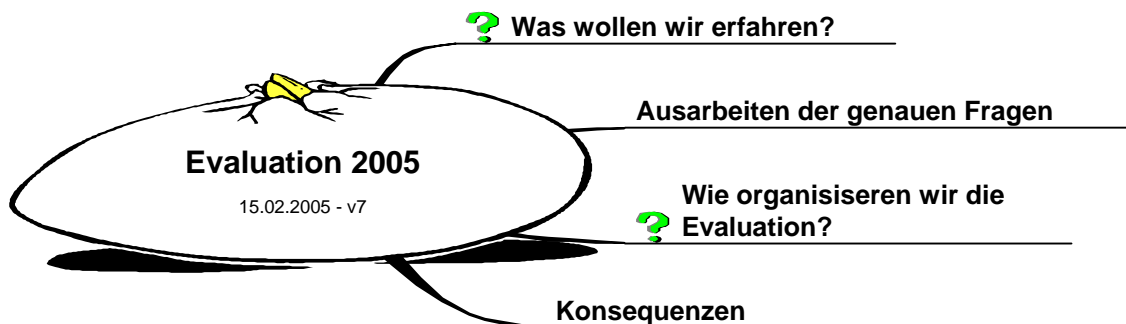 Was wollen wir erfahren?
Ausarbeiten der genauen Fragen
Evaluation 2005
15.02.2005 - v7
Wie organisiseren wir die
Evaluation?
Konsequenzen